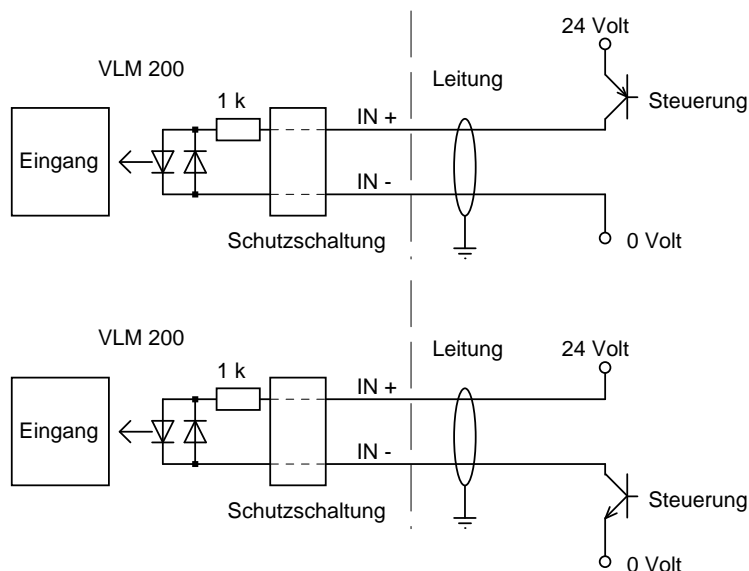 24 Volt
VLM 200
Leitung
1 k
IN +
Steuerung
Eingang
IN -
Schutzschaltung
0 Volt
VLM 200
Leitung
24 Volt
1 k
IN +
Eingang
IN -
Steuerung
Schutzschaltung
0 Volt